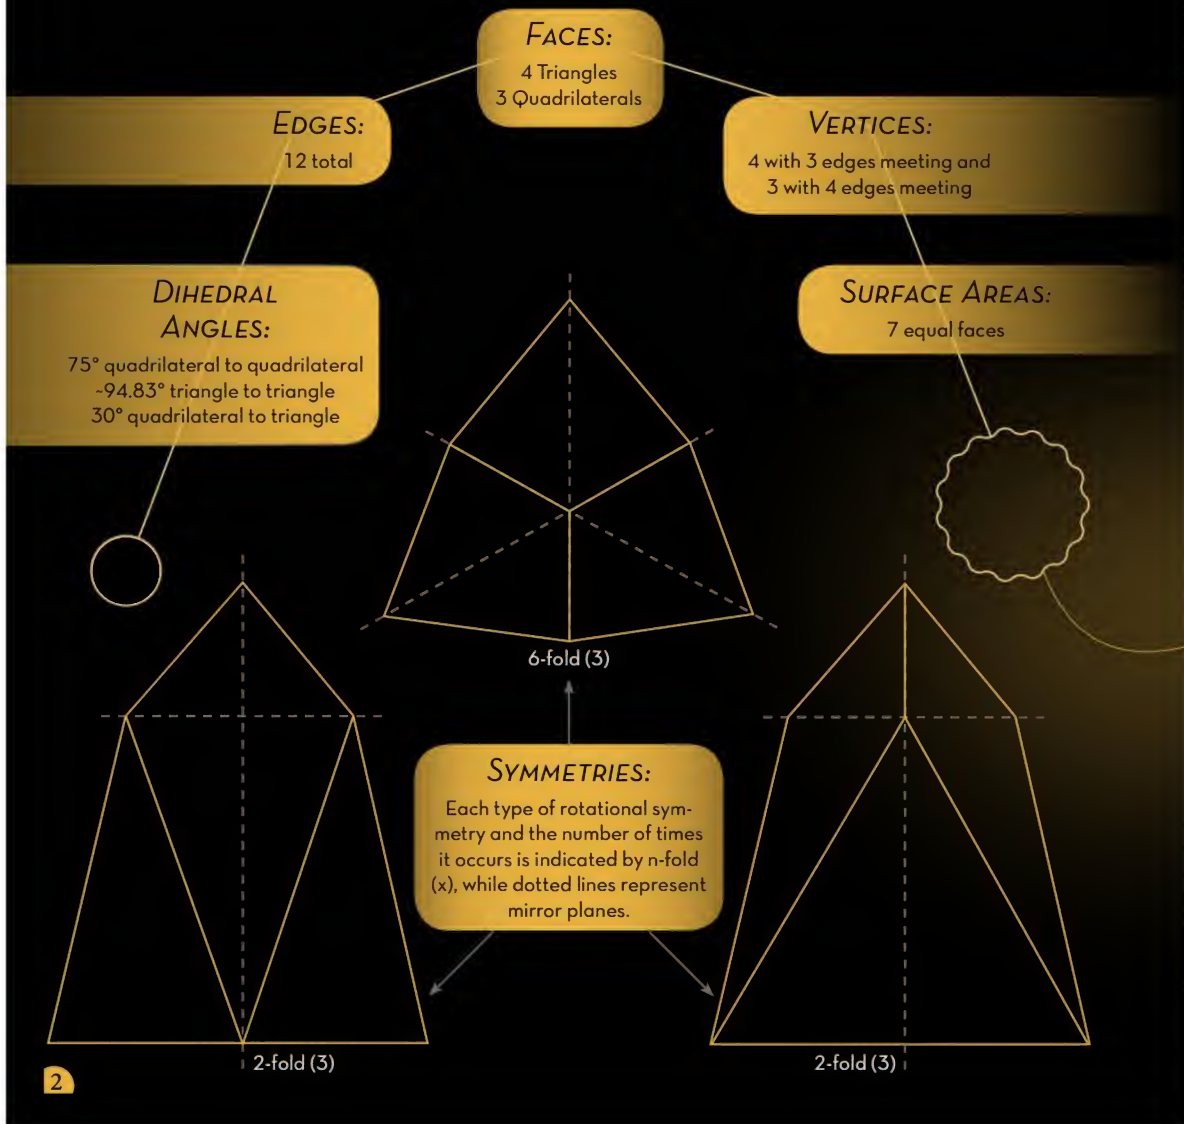 FACES:
4 Triangles
3 Quadrilaterals
EDGES:
12 total
VERTICES:
4 with 3 edges meeting and
3 with 4 edges meeting
DIHEDRAL
ANGLES:
75° quadrilateral to quadrilateral
~94.83° triangle to triangle
30° quadrilateral to triangle
SURFACE AREAS:
7 equal faces
6-fold (3)
SYMMETRIES:
Each type of rotational sym-
metry and the number of times
it occurs is indicated by n-fold
(x), while dotted lines represent
mirror planes.
2-fold (3)
2-fold (3)
2